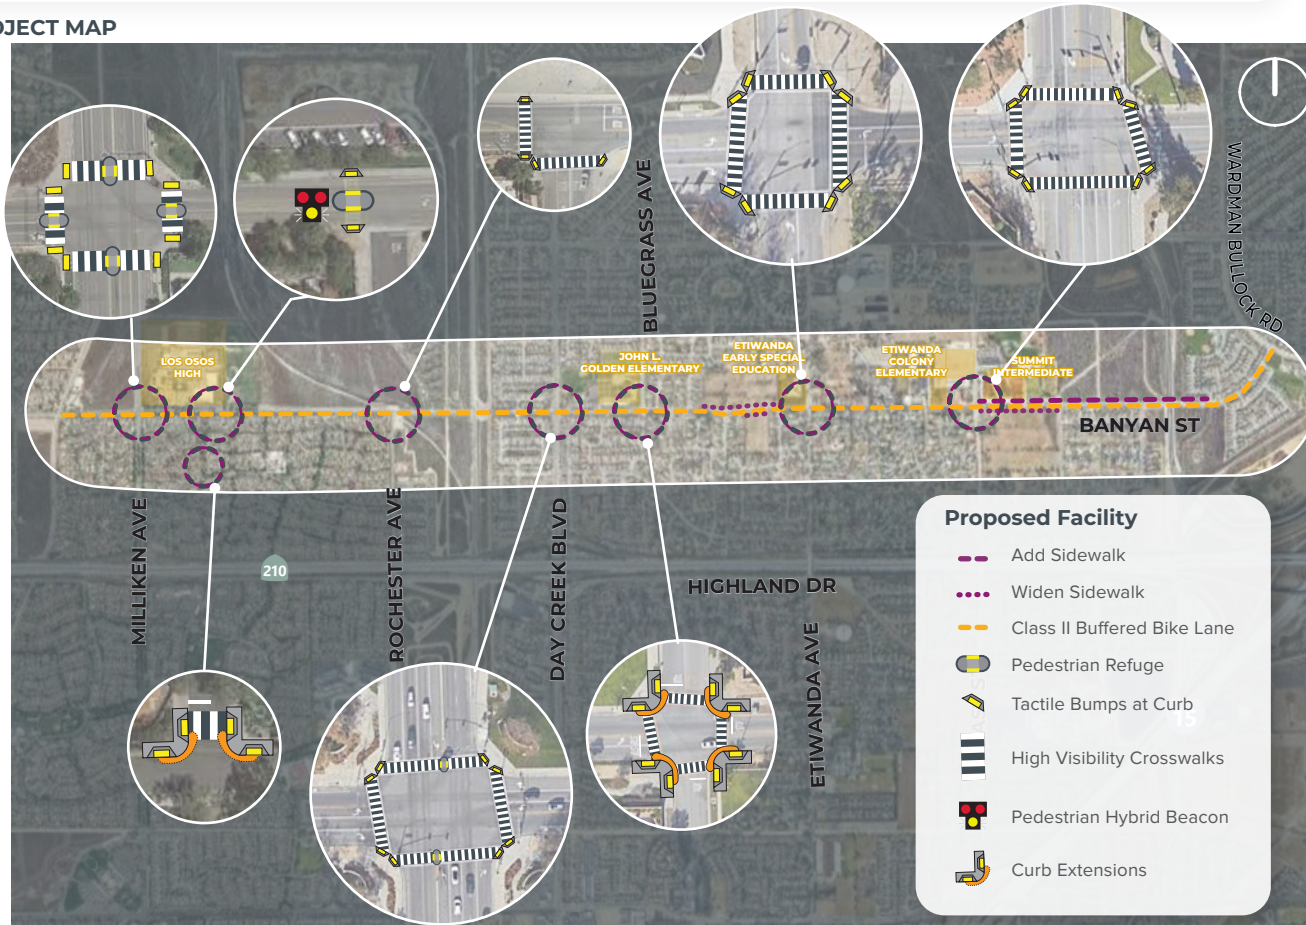 OJECT MAP
WARDMAN BULLOCK RD
BLUEGRASS AVE
LOS OSOS
HIGH
JOHN L.
GOLDEN ELEMENTARY
ETIWANDA
EARLY SPECIAL
EDUCATION
ETIWANDA
COLONY
ELEMENTARY
SUMMIT
INTERMEDIATE
BANYAN ST
MILLIKEN AVE
ROCHESTER AVE
DAY CREEK BLVD
210
HIGHLAND DR
ETIWANDA AVE
Proposed Facility
Add Sidewalk
Widen Sidewalk
Class II Buffered Bike Lane
Pedestrian Refuge
Tactile Bumps at Curb
15
High Visibility Crosswalks
Pedestrian Hybrid Beacon
Curb Extensions